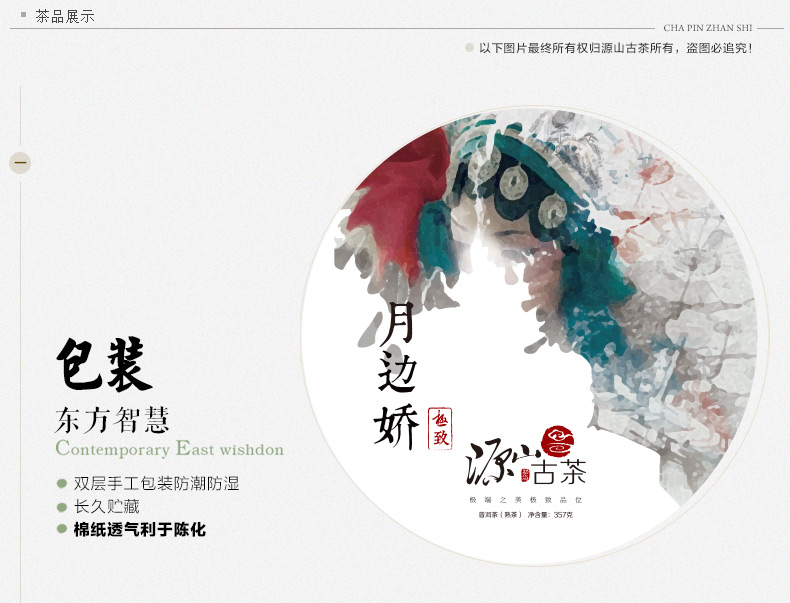 茶品展示
CHA PIN ZHAN SHI
以下图片最终所有权归源山古茶所有，盗图必追究！
包装
东方智慧
Contemporary East wishdon
双层手工包装防潮防湿
长久贮藏
棉纸透气利于陈化
月边娇
極致
源山古茶
极端之美极致品位
普洱茶（熟茶） 净含量：357克